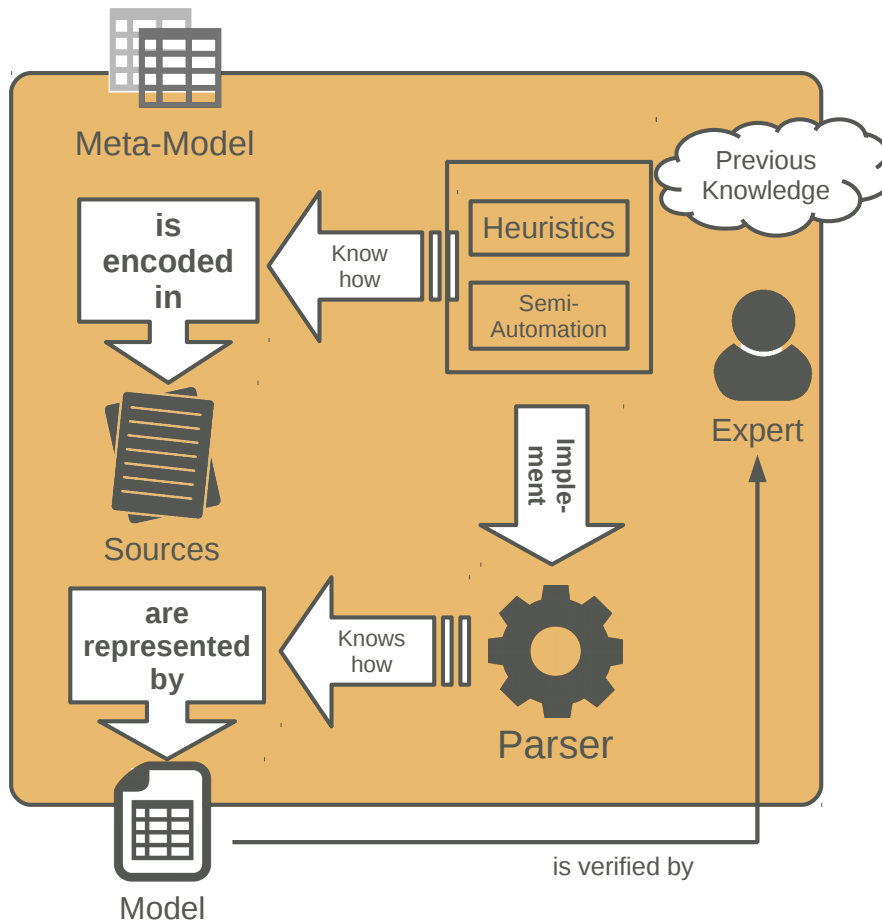 Meta-Model
Previous
Knowledge
is
encoded
in
Know
how
Heuristics
Semi-
Automation
Expert
Imple-
ment
Sources
are
represented
by
Knows
how
Parser
is verified by
Model